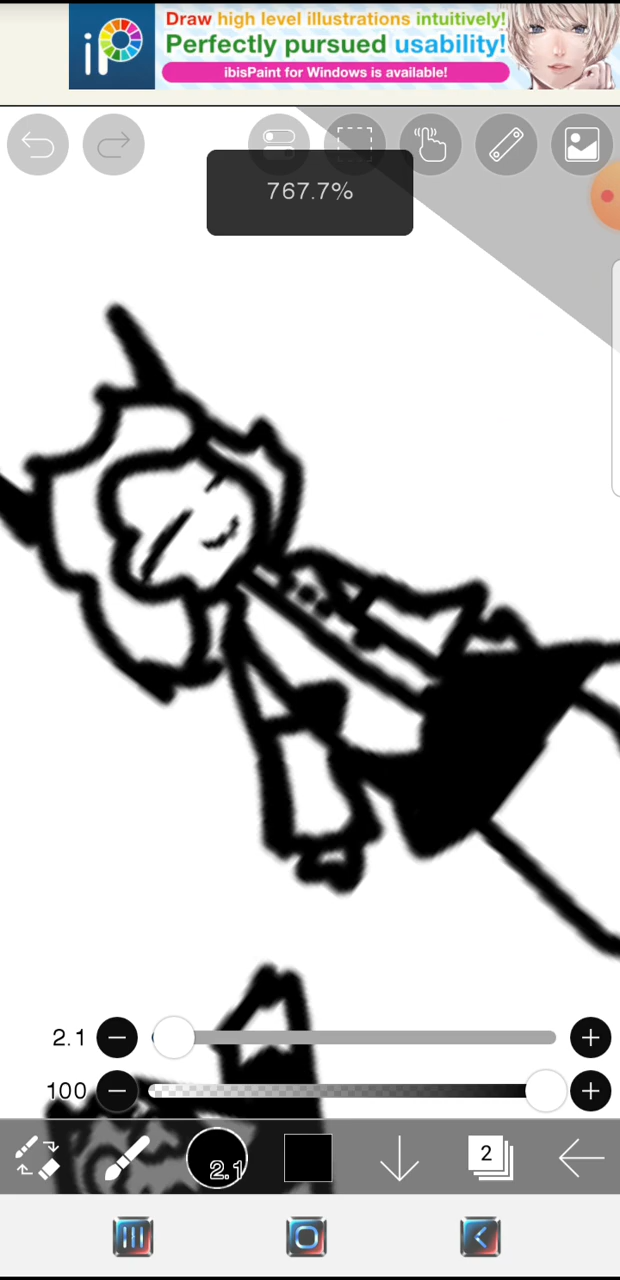 iP
Draw high level illustrations intuitively!
Perfectly pursued usability!
ibisPaint for Windows is available!
767.7%
2.1
100
2.1
2